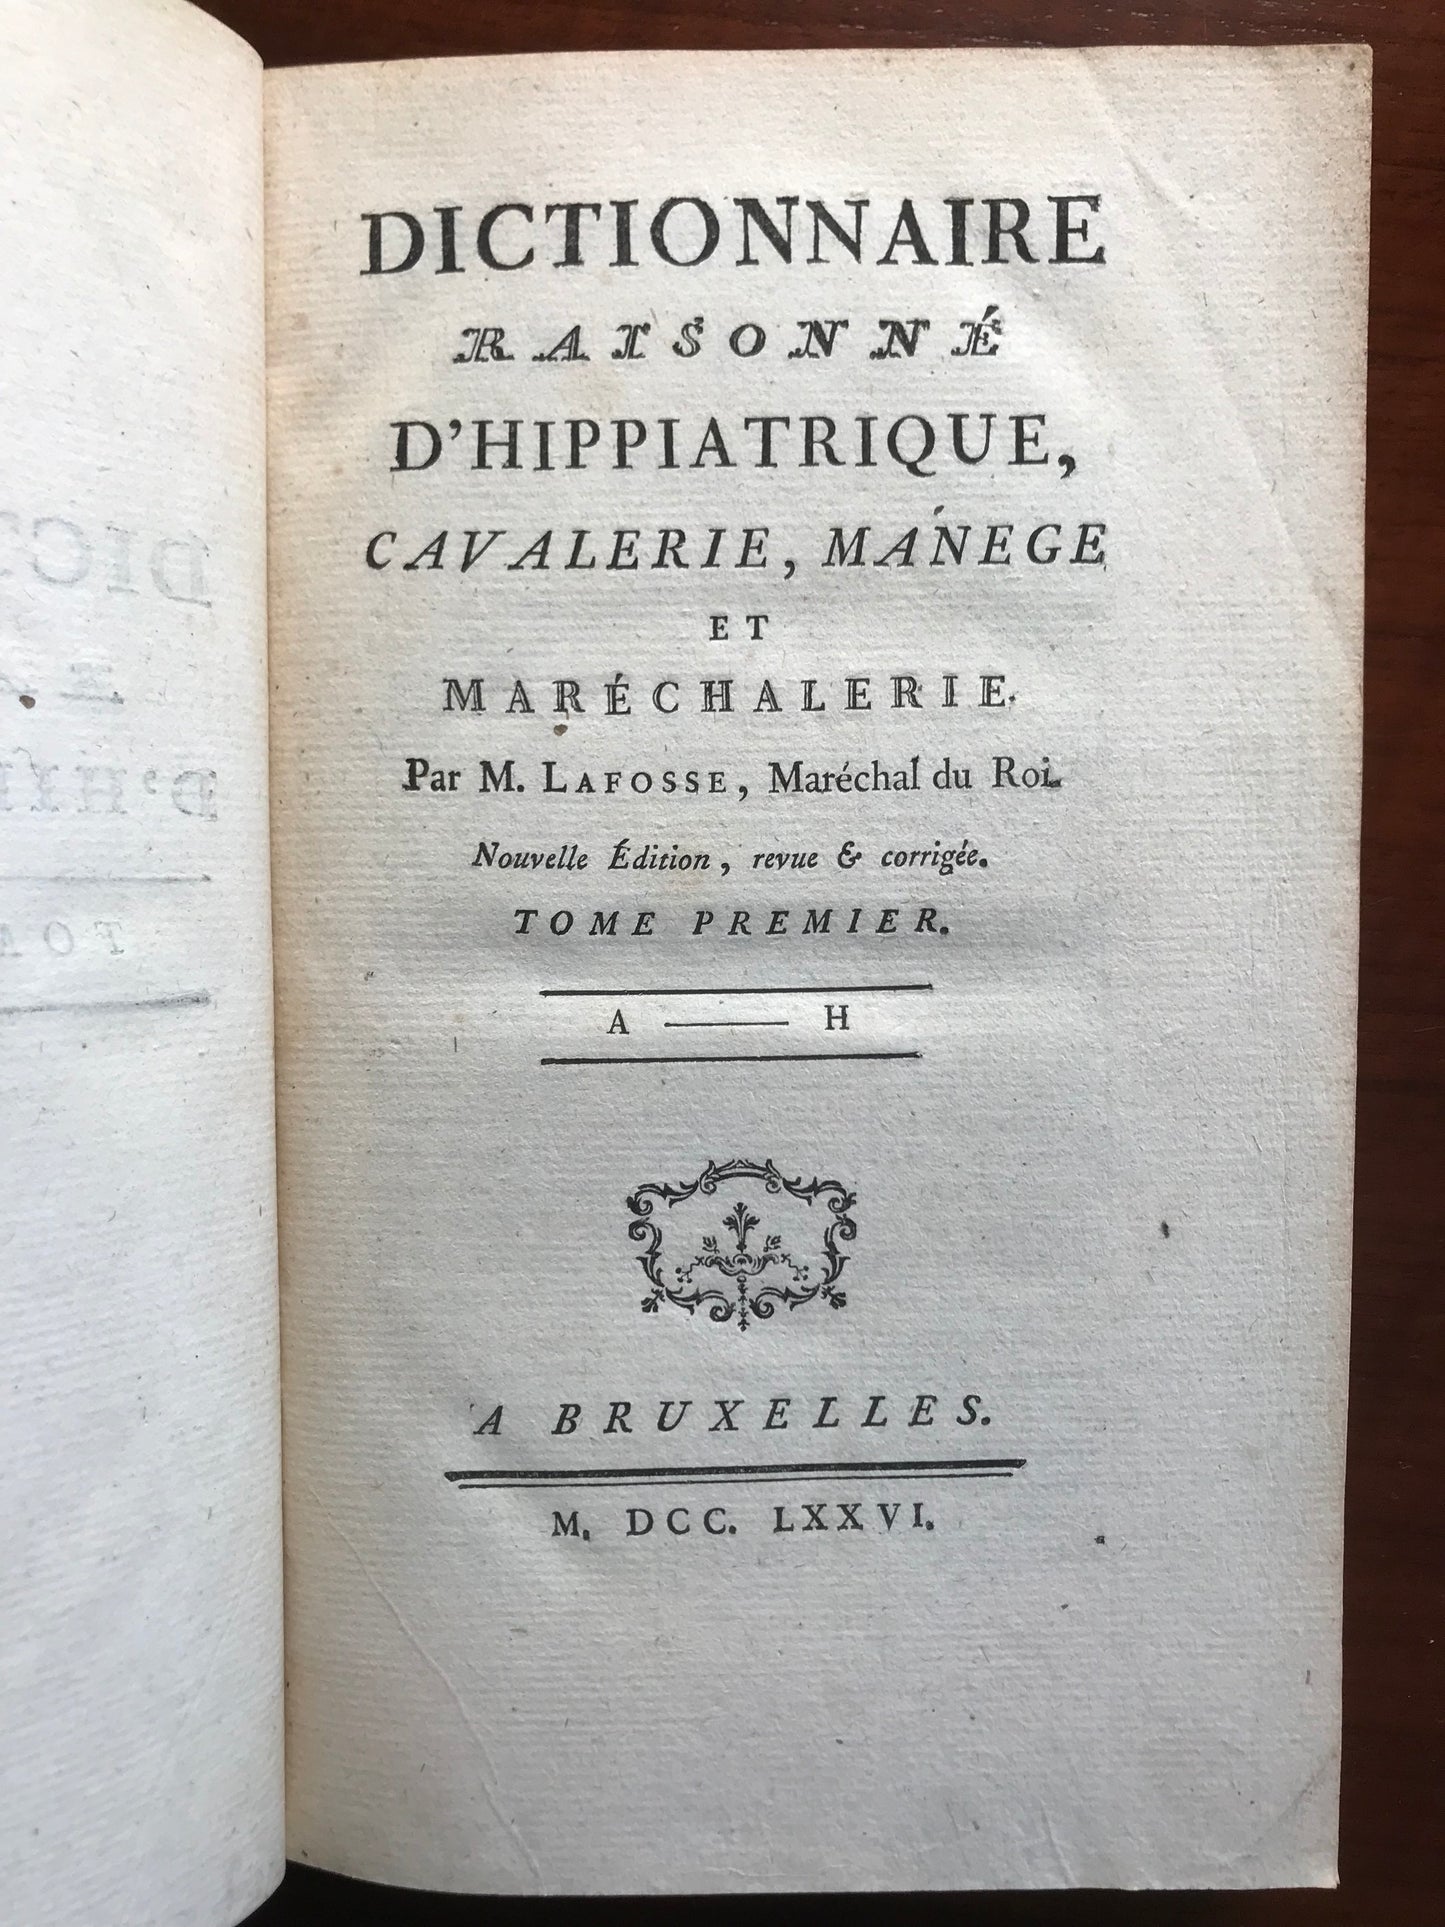 DICTIONNAIRE
RAISONNÉ
D'HIPPIATRIQUE,
CAVALERIE, MANEGE
ET
MARÉCHALERIE.
Par M. LAFOSSE, Maréchal du Roi.
Nouvelle Édition, revue & corrigée.
TOME PREMIER.
A —— H
A BRUXELLES.
M. DCC. LXXVI.